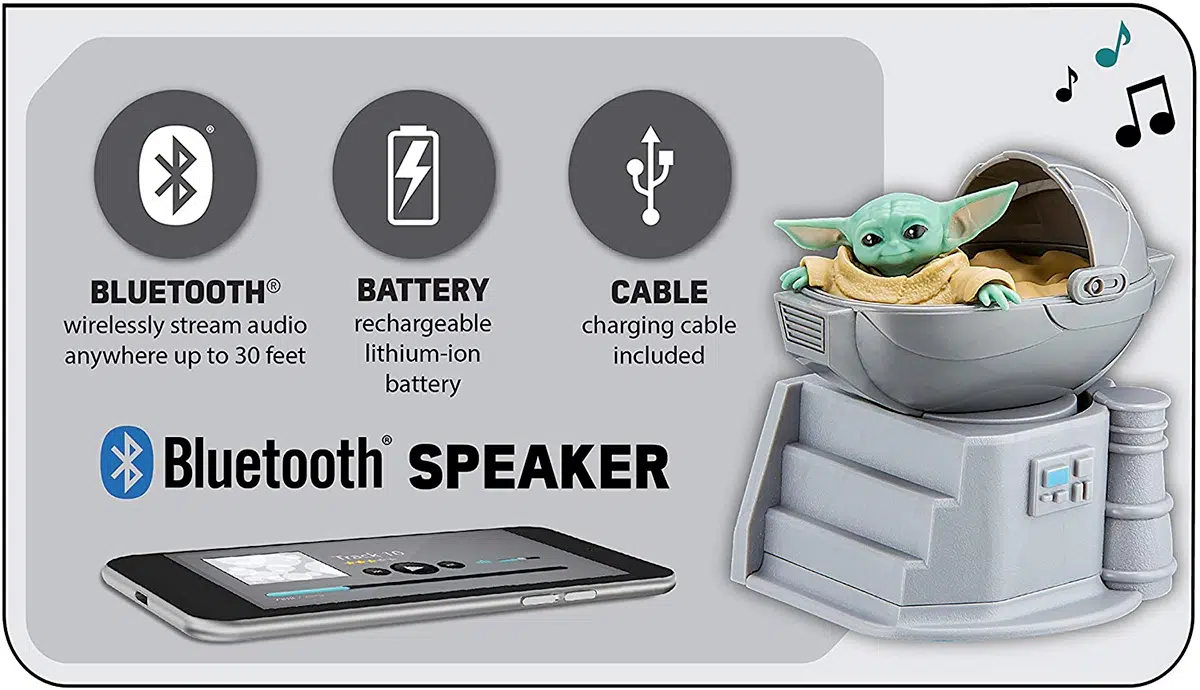 BLUETOOTH®
wirelessly stream audio
anywhere up to 30 feet
BATTERY
rechargeable
lithium-ion
battery
CABLE
charging cable
included
Bluetooth® SPEAKER
Track 10